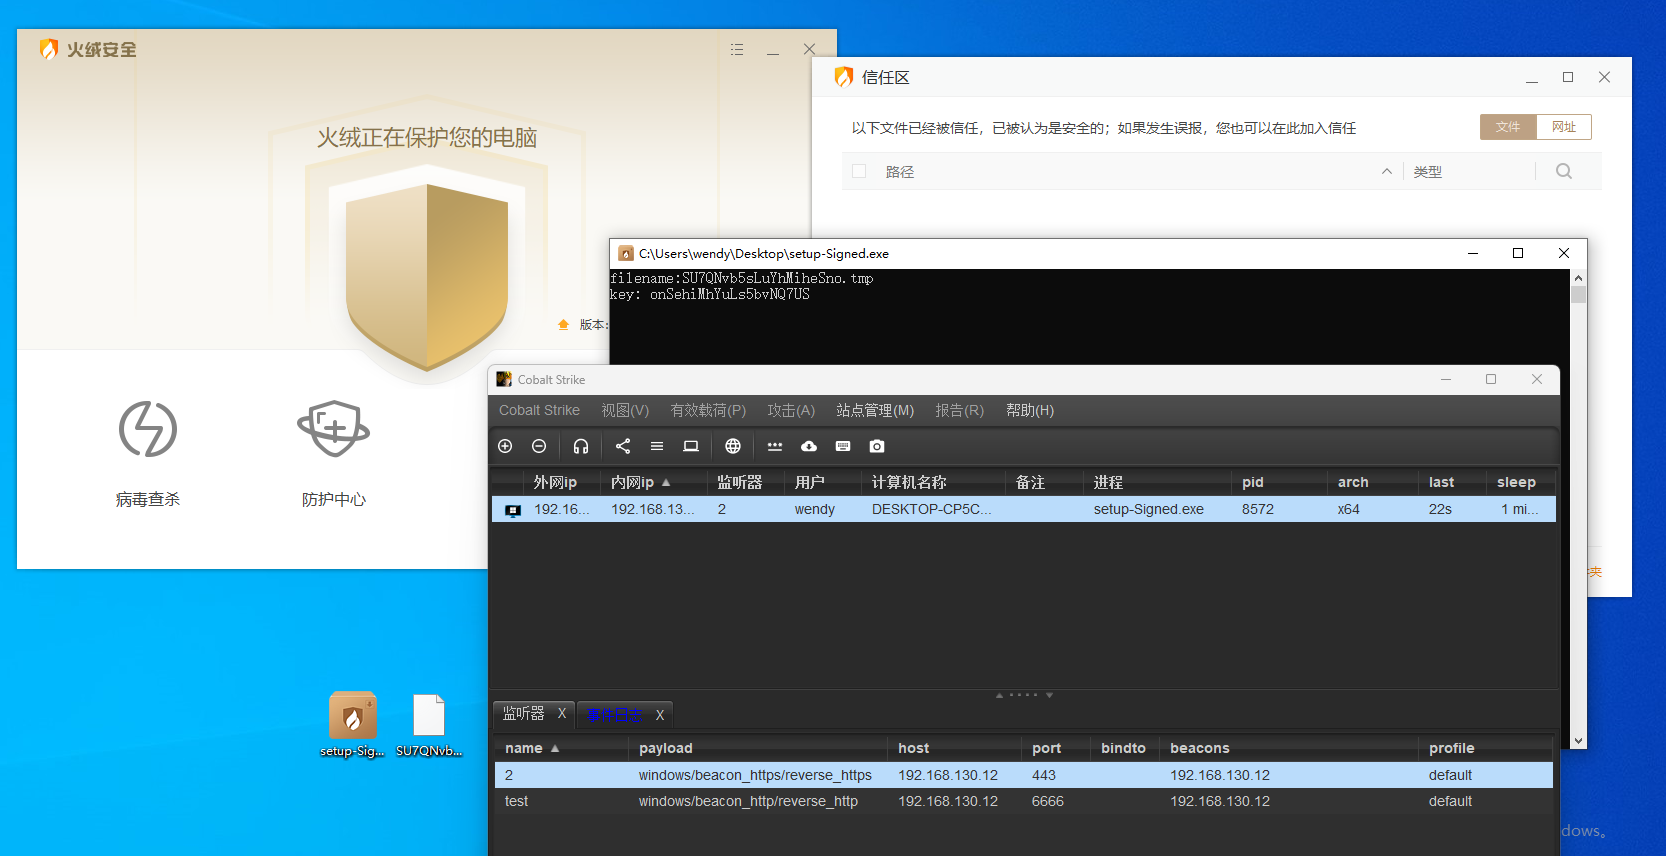 火绒安全
火绒正在保护您的电脑
版本:
病毒查杀
防护中心
信任区
以下文件已经被信任，已被认为是安全的；如果发生误报，您也可以在此加入信任
文件
网址
路径
类型
夹
C:\Users\wendy\Desktop\setup-Signed.exe
filename:SU7QNvb5sLuYhMiheSno.tmp
key: onSehiMhYuLs5bvNQ7US
Cobalt Strike
Cobalt Strike 视图(V) 有效载荷(P) 攻击(A) 站点管理(M) 报告(R) 帮助(H)
外网ip 内网ip 监听器 用户 计算机名称 备注 进程 pid arch last sleep
192.16... 192.168.13... 2 wendy DESKTOP-CP5C... setup-Signed.exe 8572 x64 22s 1 mi...
监听器 X 事件日志 X
name payload host port bindto beacons profile
2 windows/beacon_https/reverse_https 192.168.130.12 443 192.168.130.12 default
test windows/beacon_http/reverse_http 192.168.130.12 6666 192.168.130.12 default
setup-Sig...
SU7QNvb...
dows。